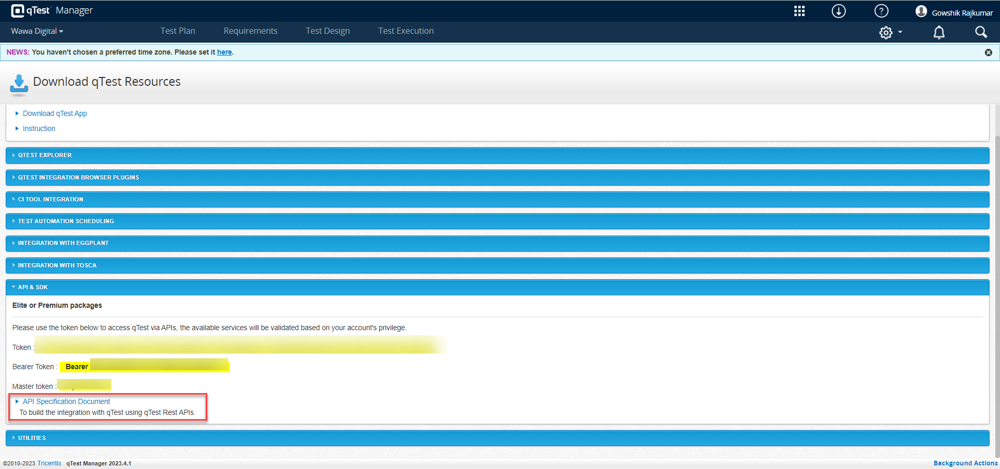 qTest Manager
Gowshik Rajkumar
Wawa Digital
Test Plan
Requirements
Test Design
Test Execution
NEWS: You haven't chosen a preferred time zone. Please set it here.
Download qTest Resources
Download qTest App
Instruction
QTEST EXPLORER
QTEST INTEGRATION BROWSER PLUGINS
CI TOOL INTEGRATION
TEST AUTOMATION SCHEDULING
INTEGRATION WITH EGGPLANT
INTEGRATION WITH TOSCA
API & SDK
Elite or Premium packages
Please use the token below to access qTest via APIs, the available services will be validated based on your account's privilege.
Token :
Bearer Token : Bearer
Master token :
API Specification Document
To build the integration with qTest using qTest Rest APIs.
UTILITIES
©2010-2023 Tricentis qTest Manager 2023.4.1
Background Actions